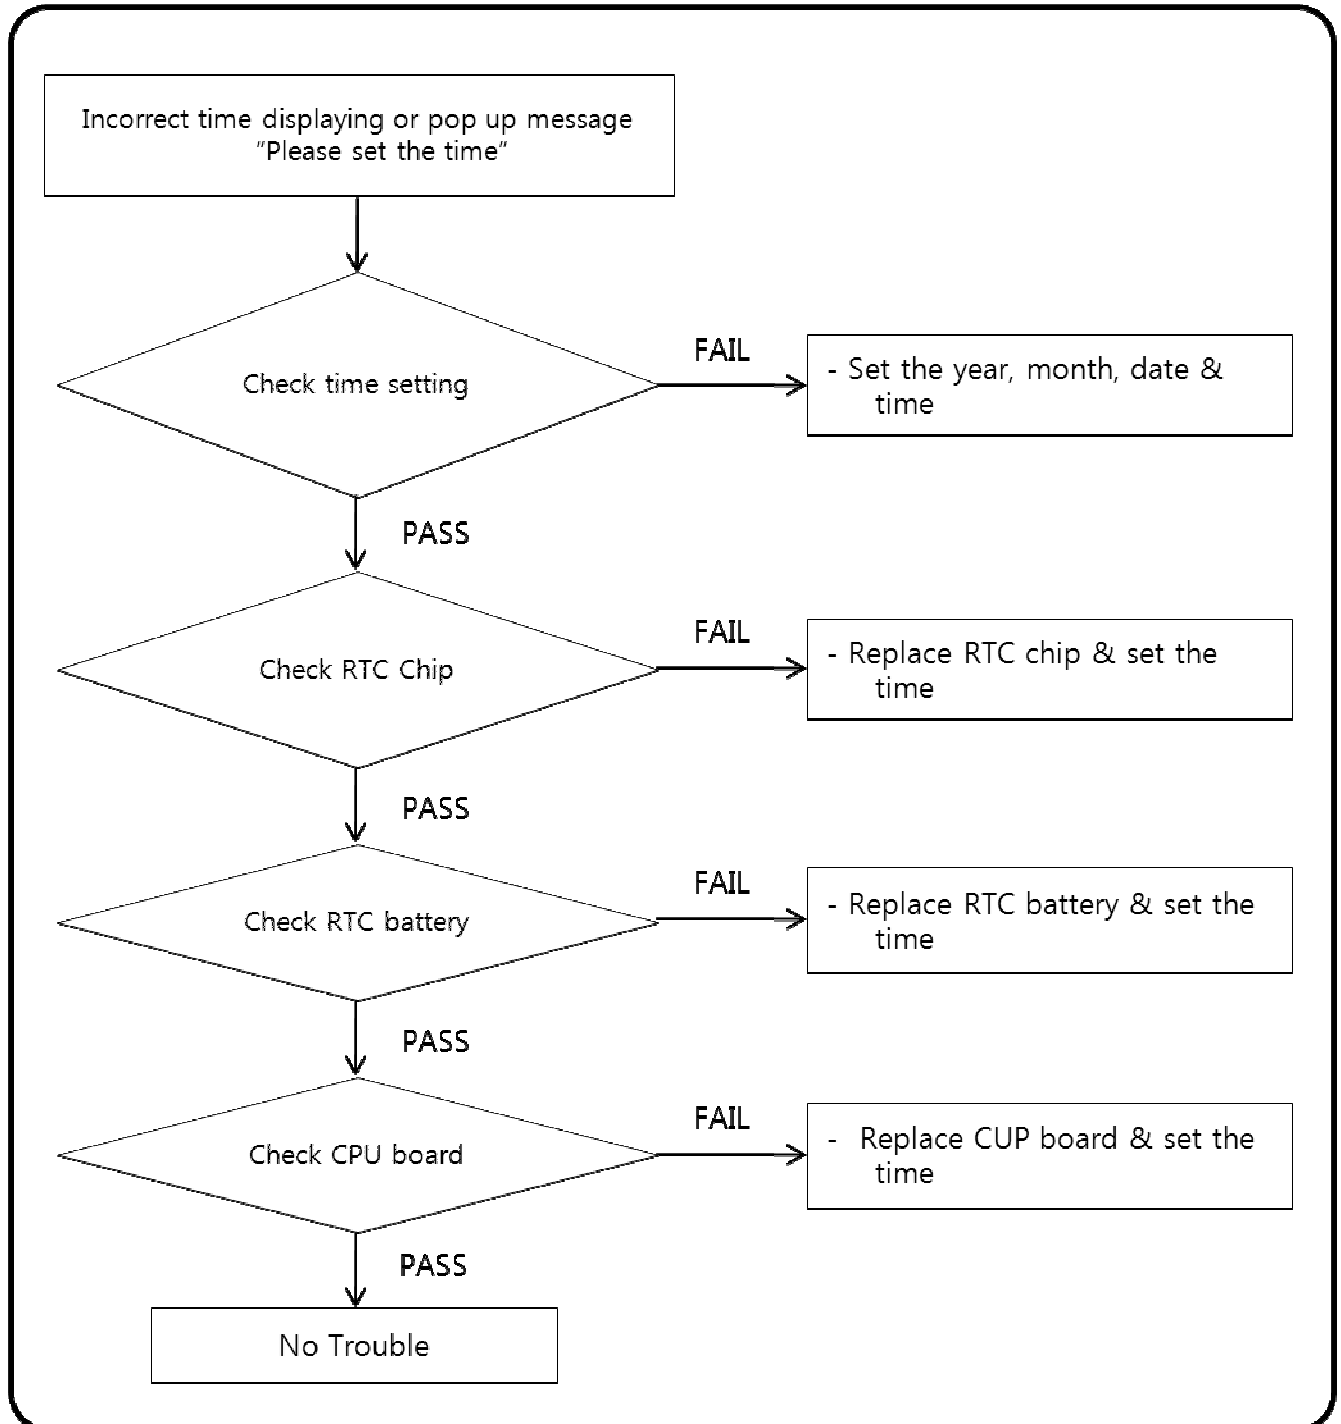 Incorrect time displaying or pop up message
"Please set the time"
Check time setting
FAIL
- Set the year, month, date &
time
PASS
Check RTC Chip
FAIL
- Replace RTC chip & set the
time
PASS
Check RTC battery
FAIL
- Replace RTC battery & set the
time
PASS
Check CPU board
FAIL
- Replace CUP board & set the
time
PASS
No Trouble